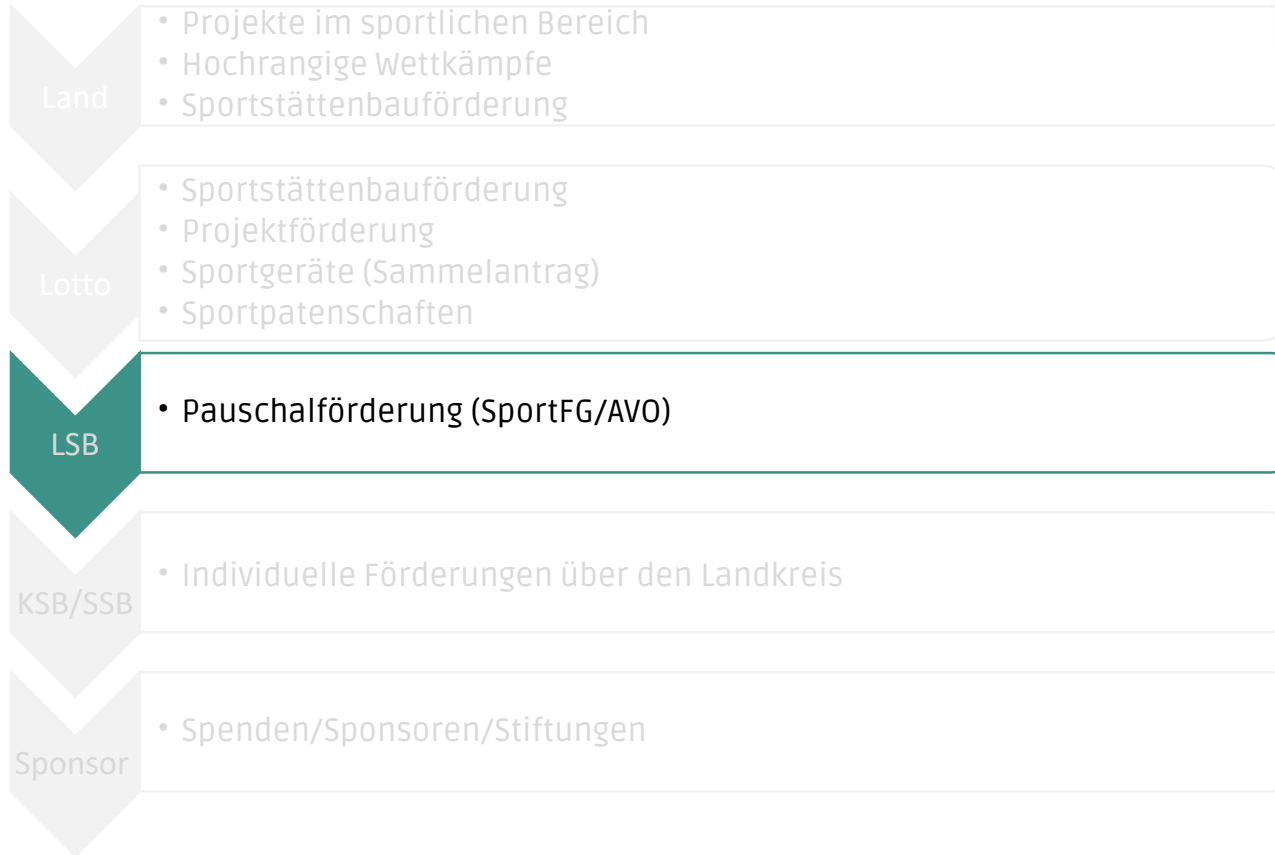 Land
• Projekte im sportlichen Bereich
• Hochrangige Wettkämpfe
• Sportstättenbauförderung
Lotto
• Sportstättenbauförderung
• Projektförderung
• Sportgeräte (Sammelantrag)
• Sportpatenschaften
LSB
• Pauschalförderung (SportFG/AVO)
KSB/SSB
• Individuelle Förderungen über den Landkreis
Sponsor
• Spenden/Sponsoren/Stiftungen